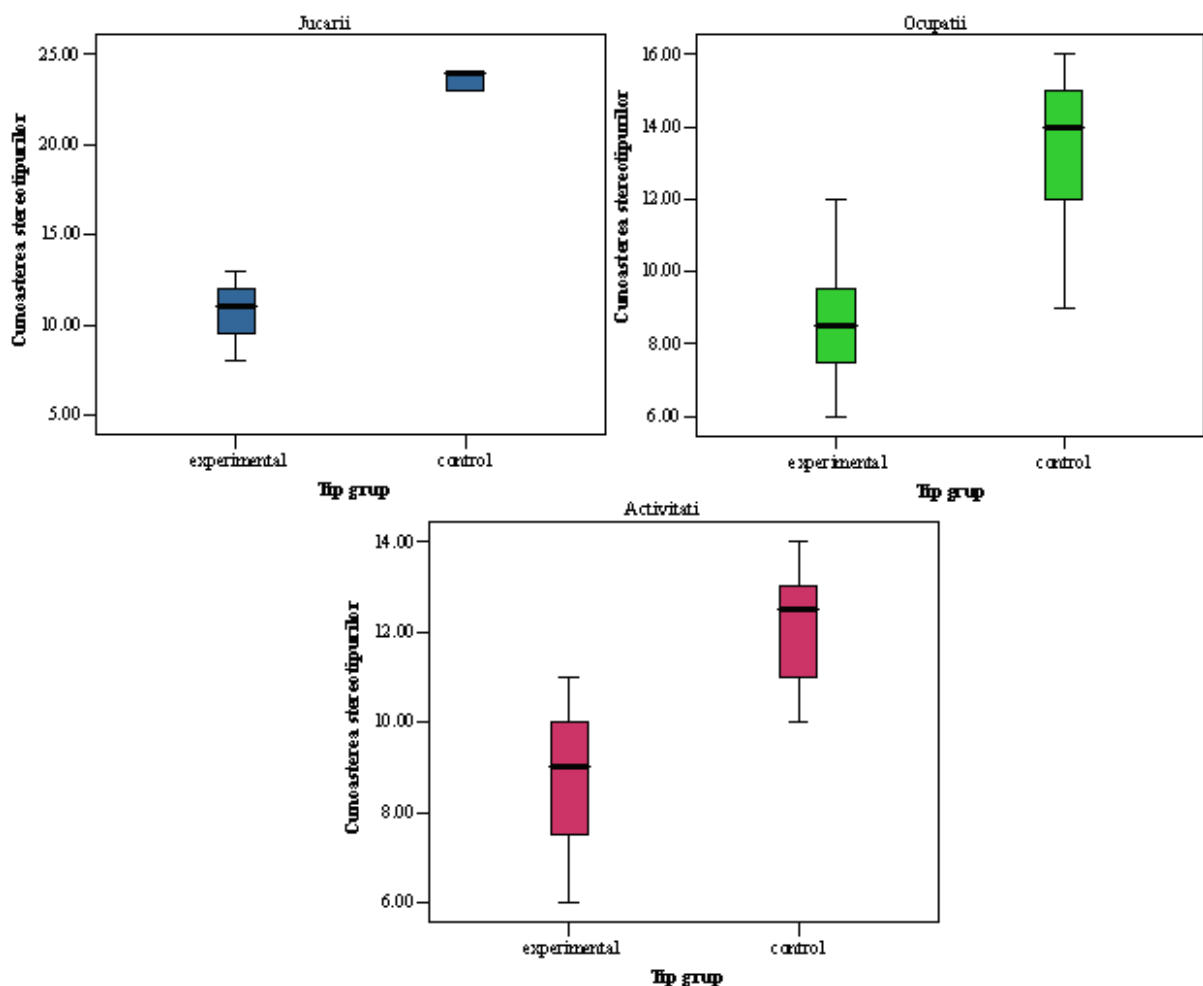 Jucarii
Cunoasterea stereotipurilor
25.00
20.00
15.00
10.00
5.00
experimental
control
Tip grup
Ocupatii
Cunoasterea stereotipurilor
16.00
14.00
12.00
10.00
8.00
6.00
experimental
control
Tip grup
Activitati
Cunoasterea stereotipurilor
14.00
12.00
10.00
8.00
6.00
experimental
control
Tip grup